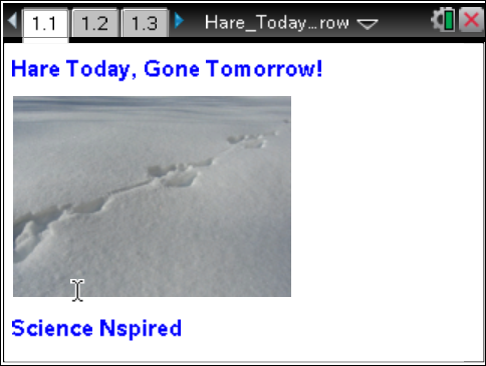 1.1 1.2 1.3 Hare_Today…row
Hare Today, Gone Tomorrow!
Science Nspired